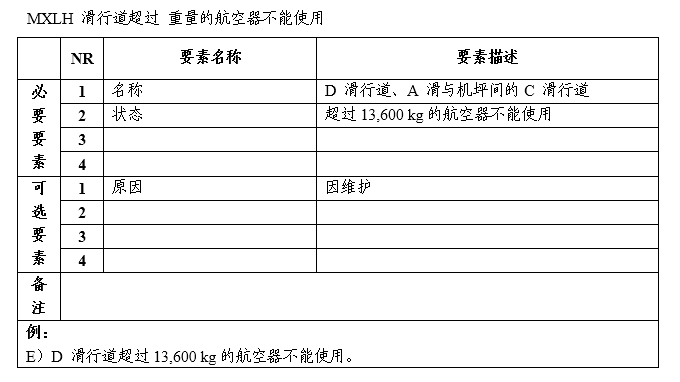 MXLH 滑行道超过 重量的航空器不能使用
NR 要素名称 要素描述
必要要素
1 名称 D 滑行道、A 滑与机坪间的 C 滑行道
2 状态 超过 13,600 kg 的航空器不能使用
3
4
可选要素
1 原因 因维护
2
3
4
备注
例：
E）D 滑行道超过 13,600 kg 的航空器不能使用。